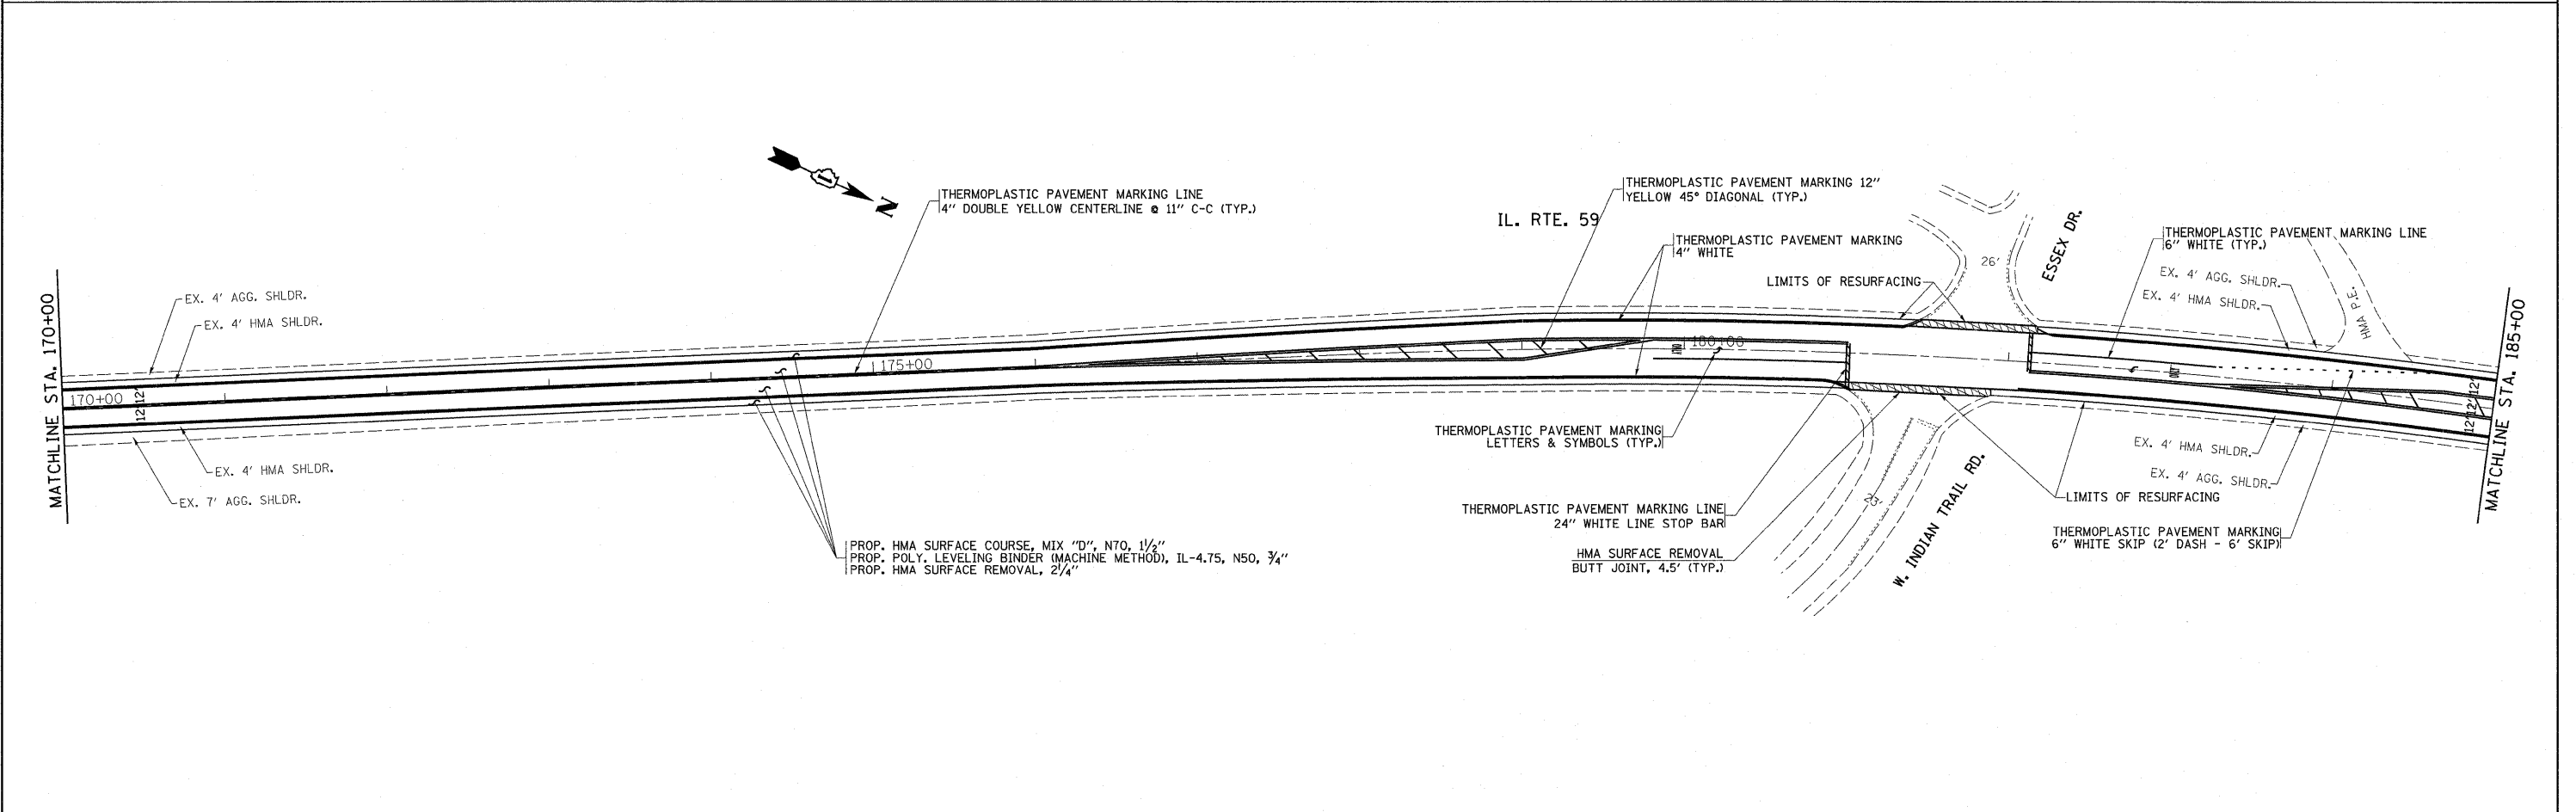 THERMOPLASTIC PAVEMENT MARKING LINE
4" DOUBLE YELLOW CENTERLINE @ 11" C-C (TYP.)
N
THERMOPLASTIC PAVEMENT MARKING 12"
YELLOW 45° DIAGONAL (TYP.)
IL. RTE. 59
THERMOPLASTIC PAVEMENT MARKING
4" WHITE
LIMITS OF RESURFACING
26'
ESSEX DR.
THERMOPLASTIC PAVEMENT MARKING LINE
6" WHITE (TYP.)
EX. 4' AGG. SHLDR.
EX. 4' HMA SHLDR.
HMA P.E.
MATCHLINE STA. 185+00
MATCHLINE STA. 170+00
EX. 4' AGG. SHLDR.
EX. 4' HMA SHLDR.
170+00
12'
12'
175+00
180+00
ONLY
ONLY
12'
12'
12'
EX. 4' HMA SHLDR.
EX. 7' AGG. SHLDR.
PROP. HMA SURFACE COURSE, MIX "D", N70, 1½"
PROP. POLY. LEVELING BINDER (MACHINE METHOD), IL-4.75, N50, ¾"
PROP. HMA SURFACE REMOVAL, 2¼"
THERMOPLASTIC PAVEMENT MARKING
LETTERS & SYMBOLS (TYP.)
THERMOPLASTIC PAVEMENT MARKING LINE
24" WHITE LINE STOP BAR
HMA SURFACE REMOVAL
BUTT JOINT, 4.5' (TYP.)
23'
W. INDIAN TRAIL RD.
EX. 4' HMA SHLDR.
EX. 4' AGG. SHLDR.
LIMITS OF RESURFACING
THERMOPLASTIC PAVEMENT MARKING
6" WHITE SKIP (2' DASH - 6' SKIP)